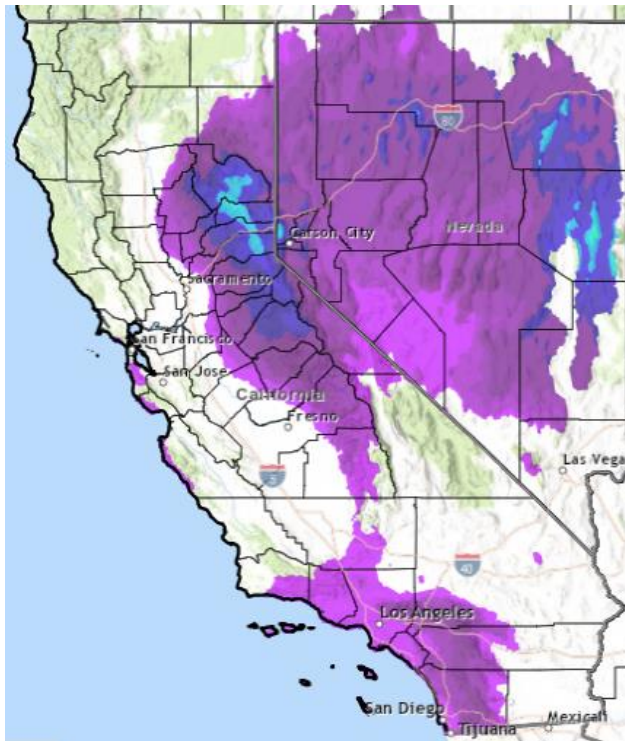 80
Nevada
Carson City
Sacramento
San Francisco
San Jose
California
Fresno
5
Las Vega
40
Los Angeles
San Diego
Mexicali
Tijuana